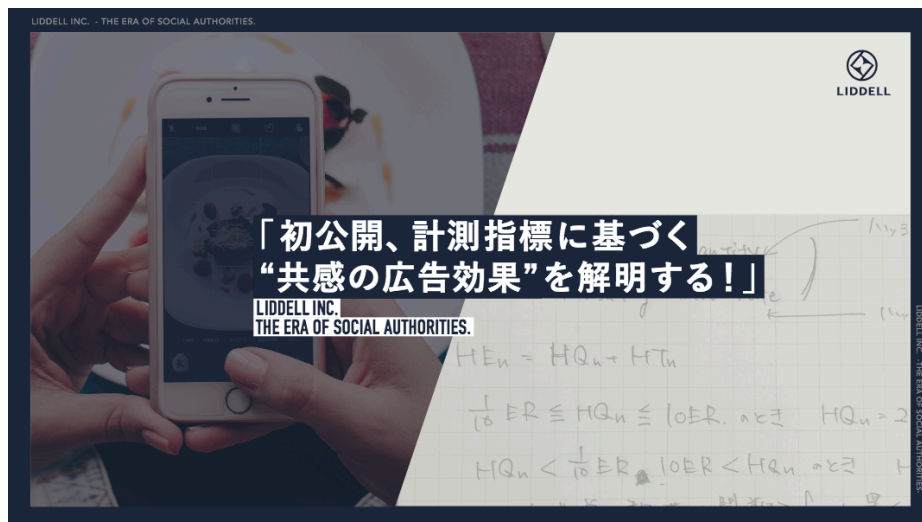 LIDDELL INC. - THE ERA OF SOCIAL AUTHORITIES.
LIDDELL
「初公開、計測指標に基づく
“共感の広告効果”を解明する！」
LIDDELL INC.
THE ERA OF SOCIAL AUTHORITIES.
HEn = HQn + HTn
1/10 ER ≦ HQn ≦ 10ER. のとき HQn = 2
HQn < 1/10 ER 10ER < HQn のとき H
LIDDELL INC. -THE ERA OF SOCIAL AUTHORITIES-